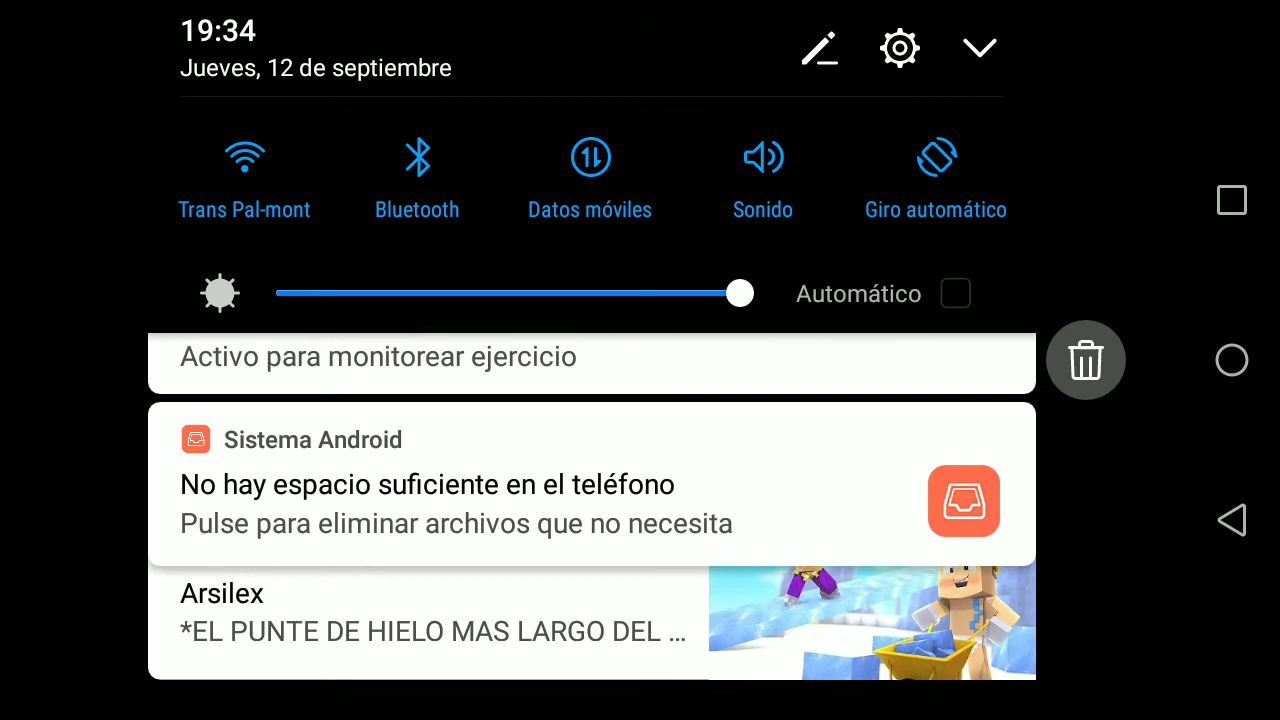 19:34
Jueves, 12 de septiembre
Trans Pal-mont
Bluetooth
Datos móviles
Sonido
Giro automático
Automático
Activo para monitorear ejercicio
Sistema Android
No hay espacio suficiente en el teléfono
Pulse para eliminar archivos que no necesita
Arsilex
*EL PUNTE DE HIELO MAS LARGO DEL ...